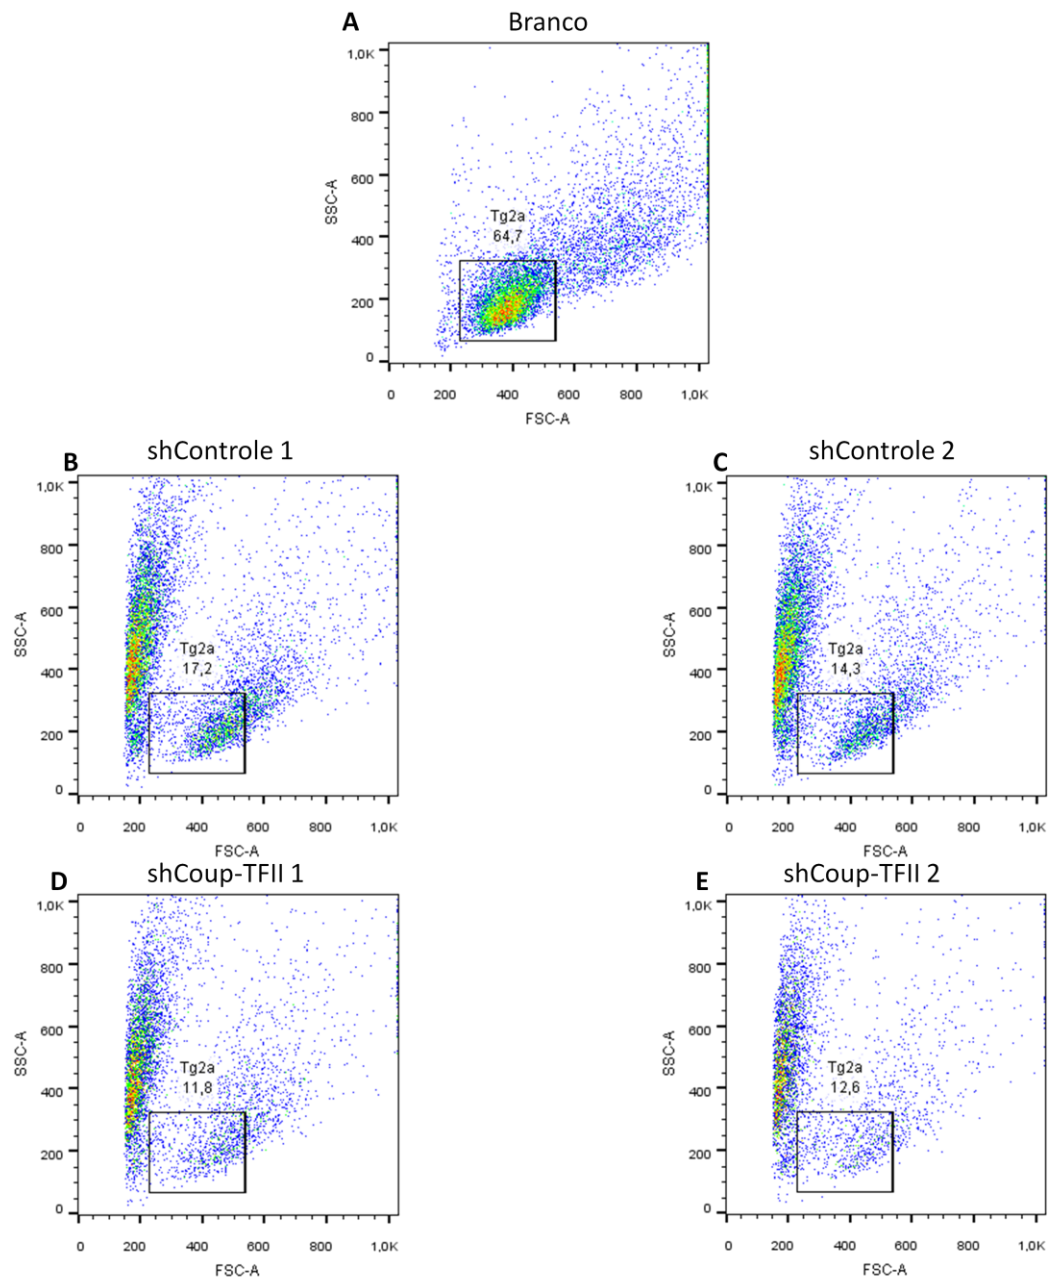 A Branco
1,0K
800
600
400
200
0
SSC-A
Tg2a
64,7
0 200 400 600 800 1,0K
FSC-A
B shControle 1
1,0K
800
600
400
200
0
SSC-A
Tg2a
17,2
0 200 400 600 800 1,0K
FSC-A
C shControle 2
1,0K
800
600
400
200
0
SSC-A
Tg2a
14,3
0 200 400 600 800 1,0K
FSC-A
D shCoup-TFII 1
1,0K
800
600
400
200
0
SSC-A
Tg2a
11,8
0 200 400 600 800 1,0K
FSC-A
E shCoup-TFII 2
1,0K
800
600
400
200
0
SSC-A
Tg2a
12,6
0 200 400 600 800 1,0K
FSC-A